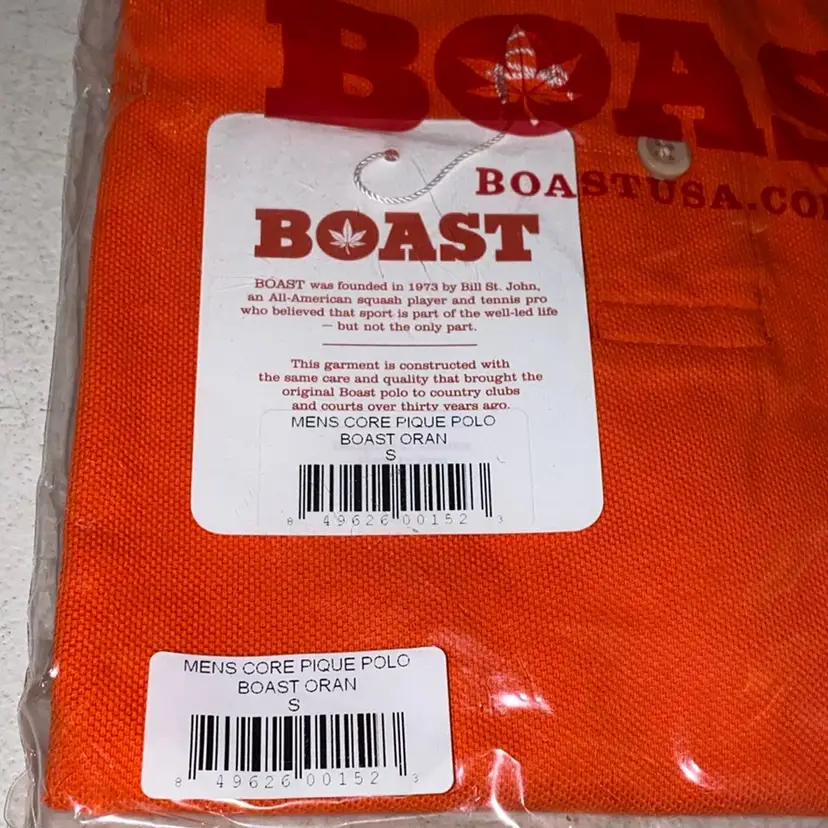 BOAST
BOASTUSA.CO
BOAST
BOAST was founded in 1973 by Bill St. John,
an All-American squash player and tennis pro
who believed that sport is part of the well-led life
— but not the only part.
This garment is constructed with
the same care and quality that brought the
original Boast polo to country clubs
and courts over thirty years ago.
MENS CORE PIQUE POLO
BOAST ORAN
S
8 49626 00152 3
MENS CORE PIQUE POLO
BOAST ORAN
S
8 49626 00152 3